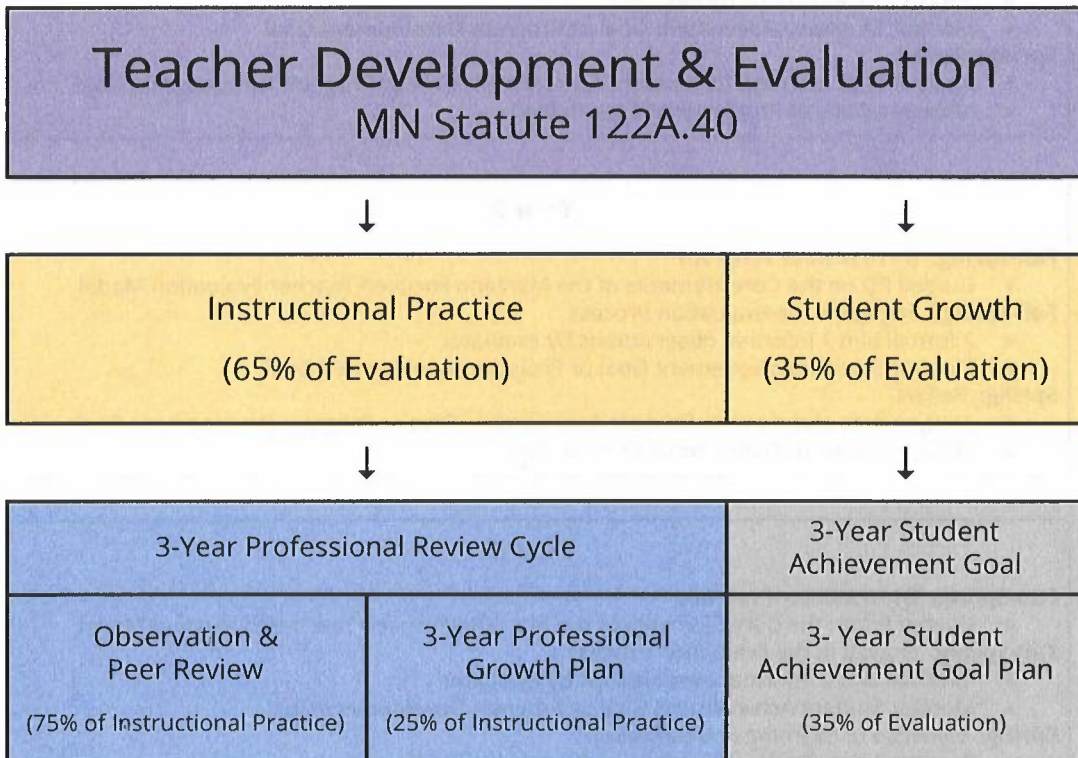 Teacher Development & Evaluation
MN Statute 122A.40
Instructional Practice
(65% of Evaluation)
Student Growth
(35% of Evaluation)
3-Year Professional Review Cycle
3-Year Student
Achievement Goal
Observation &
Peer Review
(75% of Instructional Practice)
3-Year Professional
Growth Plan
(25% of Instructional Practice)
3- Year Student
Achievement Goal Plan
(35% of Evaluation)